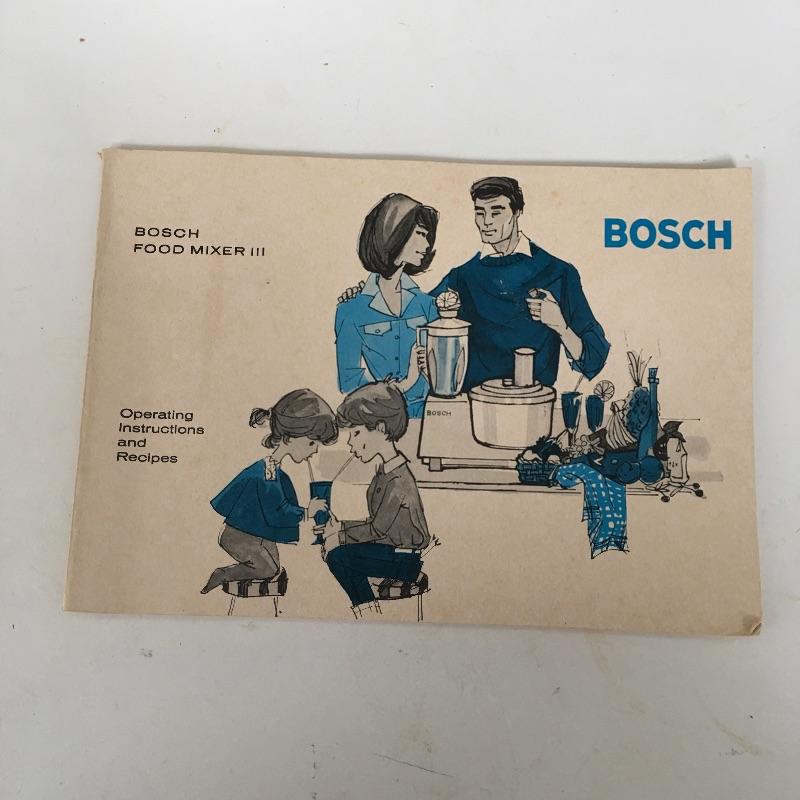 BOSCH
FOOD MIXER III
BOSCH
BOSCH
Operating
Instructions
and
Recipes